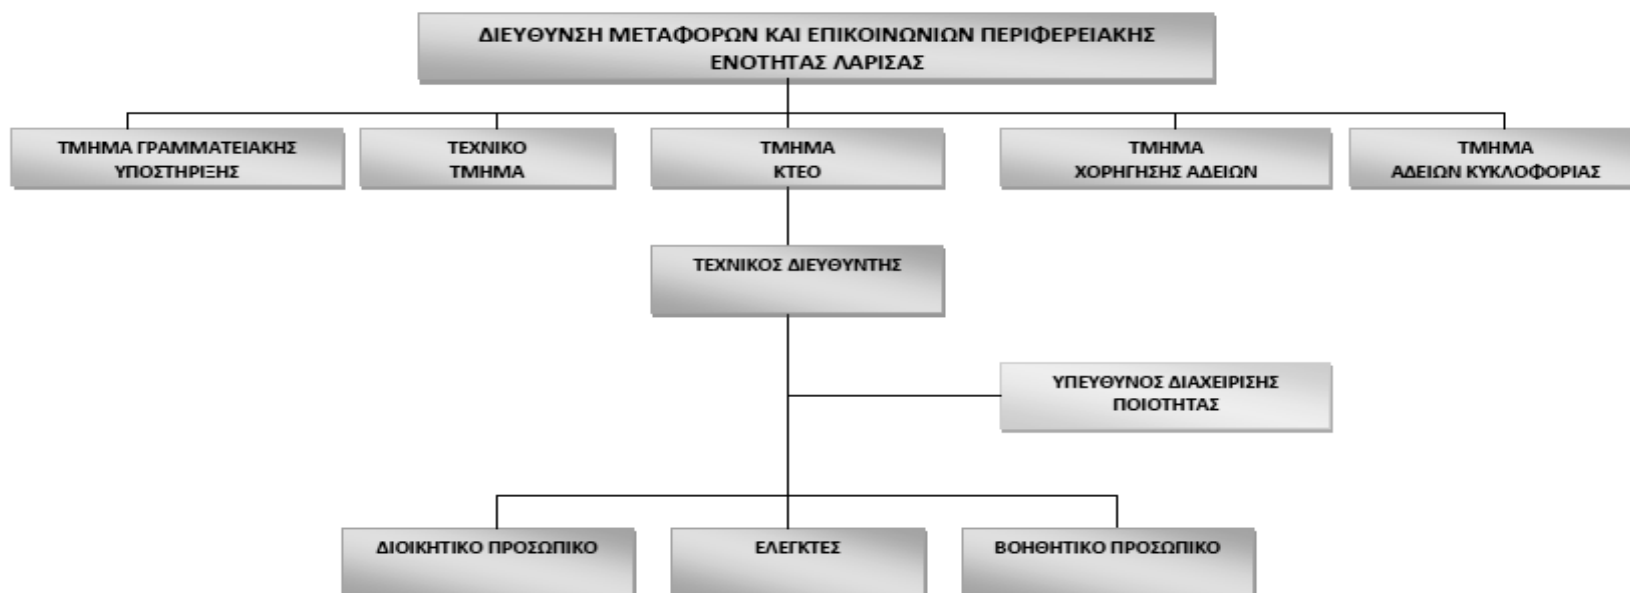 ΔΙΕΥΘΥΝΣΗ ΜΕΤΑΦΟΡΩΝ ΚΑΙ ΕΠΙΚΟΙΝΩΝΙΩΝ ΠΕΡΙΦΕΡΕΙΑΚΗΣ
ΕΝΟΤΗΤΑΣ ΛΑΡΙΣΑΣ
ΤΜΗΜΑ ΓΡΑΜΜΑΤΕΙΑΚΗΣ
ΥΠΟΣΤΗΡΙΞΗΣ
ΤΕΧΝΙΚΟ
ΤΜΗΜΑ
ΤΜΗΜΑ
ΚΤΕΟ
ΤΜΗΜΑ
ΧΟΡΗΓΗΣΗΣ ΑΔΕΙΩΝ
ΤΜΗΜΑ
ΑΔΕΙΩΝ ΚΥΚΛΟΦΟΡΙΑΣ
ΤΕΧΝΙΚΟΣ ΔΙΕΥΘΥΝΤΗΣ
ΥΠΕΥΘΥΝΟΣ ΔΙΑΧΕΙΡΙΣΗΣ
ΠΟΙΟΤΗΤΑΣ
ΔΙΟΙΚΗΤΙΚΟ ΠΡΟΣΩΠΙΚΟ
ΕΛΕΓΚΤΕΣ
ΒΟΗΘΗΤΙΚΟ ΠΡΟΣΩΠΙΚΟ